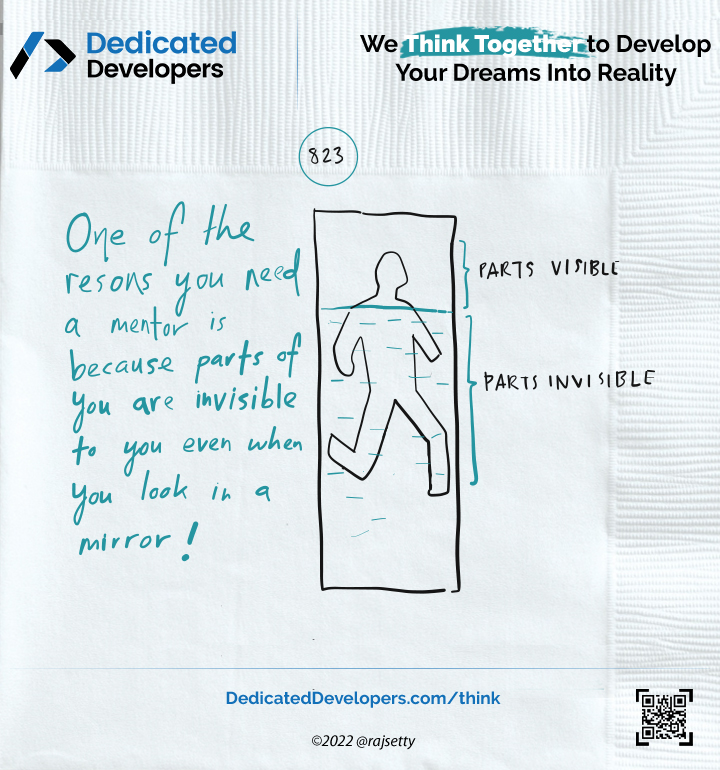 Dedicated
Developers
We Think Together to Develop
Your Dreams Into Reality
823
One of the
resons you need
a mentor is
because parts of
you are invisible
to you even when
you look in a
mirror!
PARTS VISIBLE
PARTS INVISIBLE
DedicatedDevelopers.com/think
©2022 @rajsetty